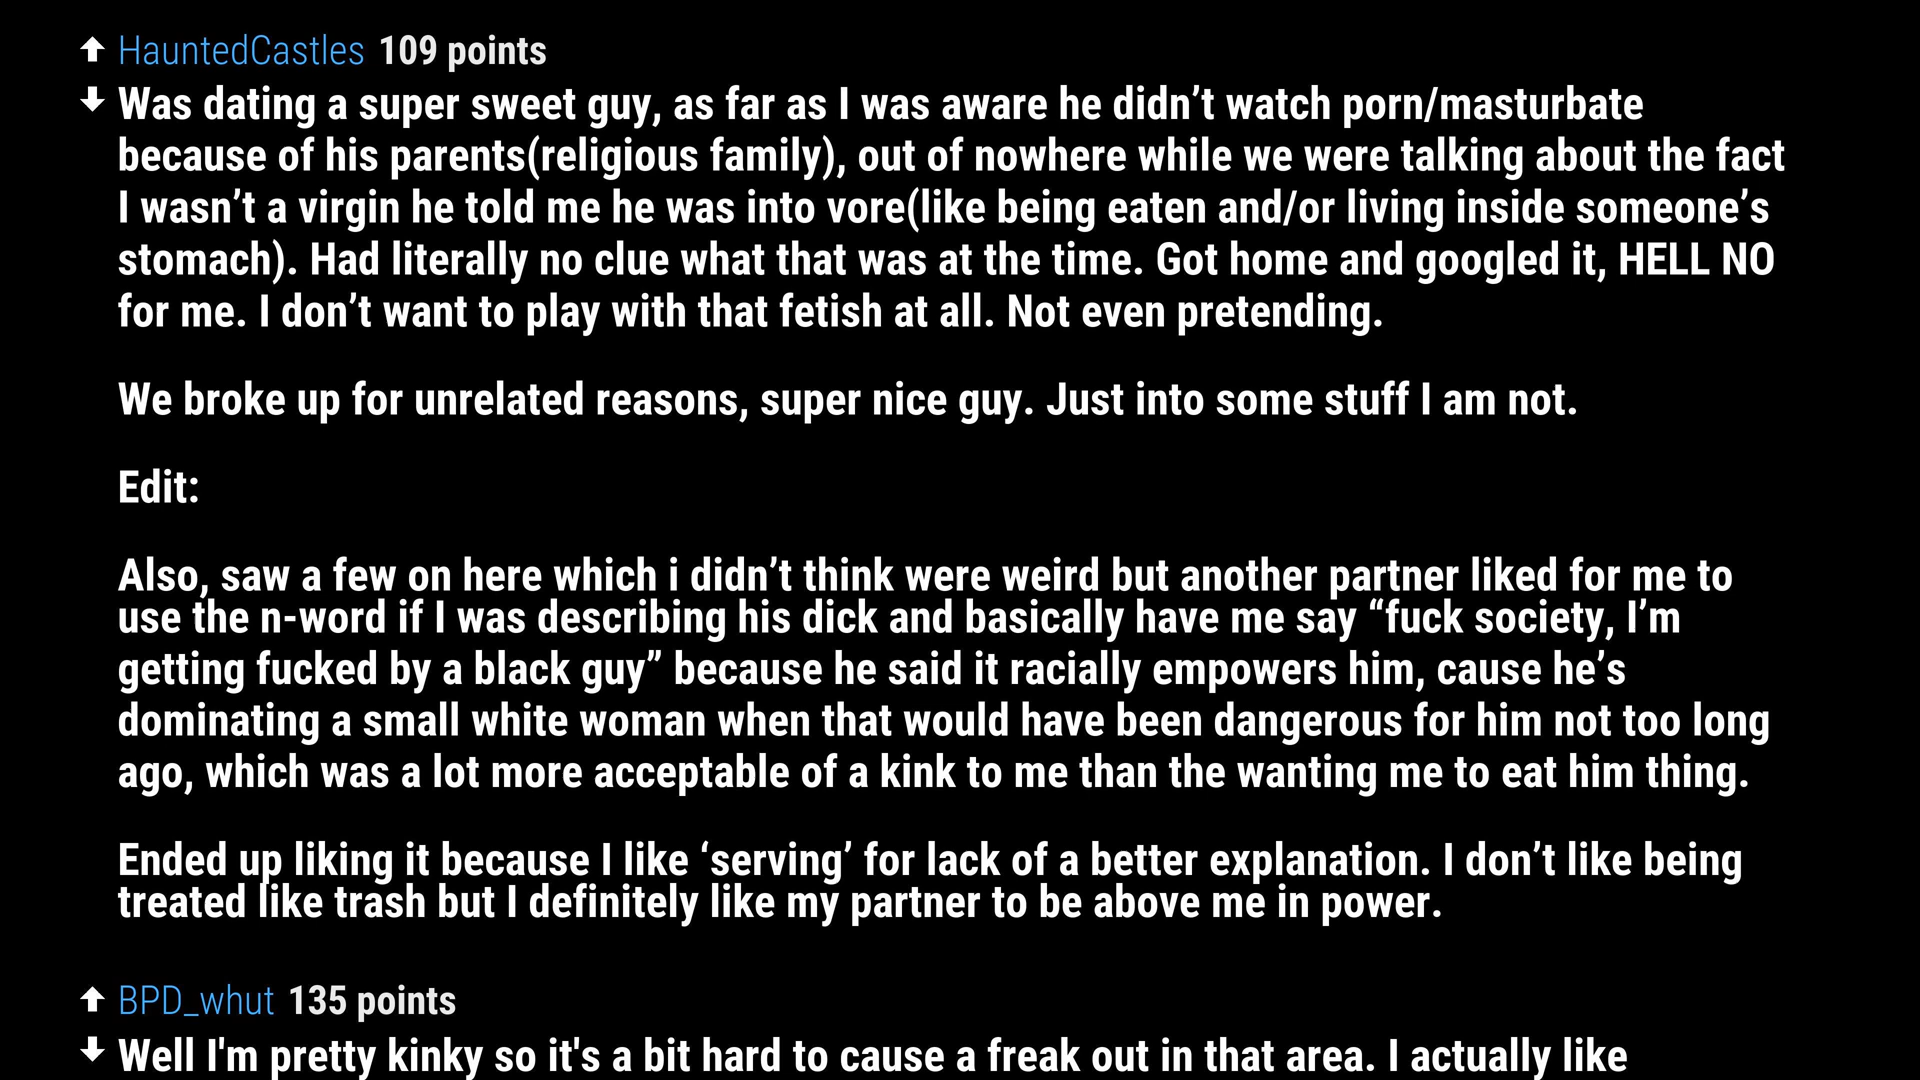 HauntedCastles 109 points
Was dating a super sweet guy, as far as I was aware he didn’t watch porn/masturbate
because of his parents(religious family), out of nowhere while we were talking about the fact
I wasn’t a virgin he told me he was into vore(like being eaten and/or living inside someone’s
stomach). Had literally no clue what that was at the time. Got home and googled it, HELL NO
for me. I don’t want to play with that fetish at all. Not even pretending.
We broke up for unrelated reasons, super nice guy. Just into some stuff I am not.
Edit:
Also, saw a few on here which i didn’t think were weird but another partner liked for me to
use the n-word if I was describing his dick and basically have me say “fuck society, I’m
getting fucked by a black guy” because he said it racially empowers him, cause he’s
dominating a small white woman when that would have been dangerous for him not too long
ago, which was a lot more acceptable of a kink to me than the wanting me to eat him thing.
Ended up liking it because I like ‘serving’ for lack of a better explanation. I don’t like being
treated like trash but I definitely like my partner to be above me in power.
BPD_whut 135 points
Well I'm pretty kinky so it's a bit hard to cause a freak out in that area. I actually like